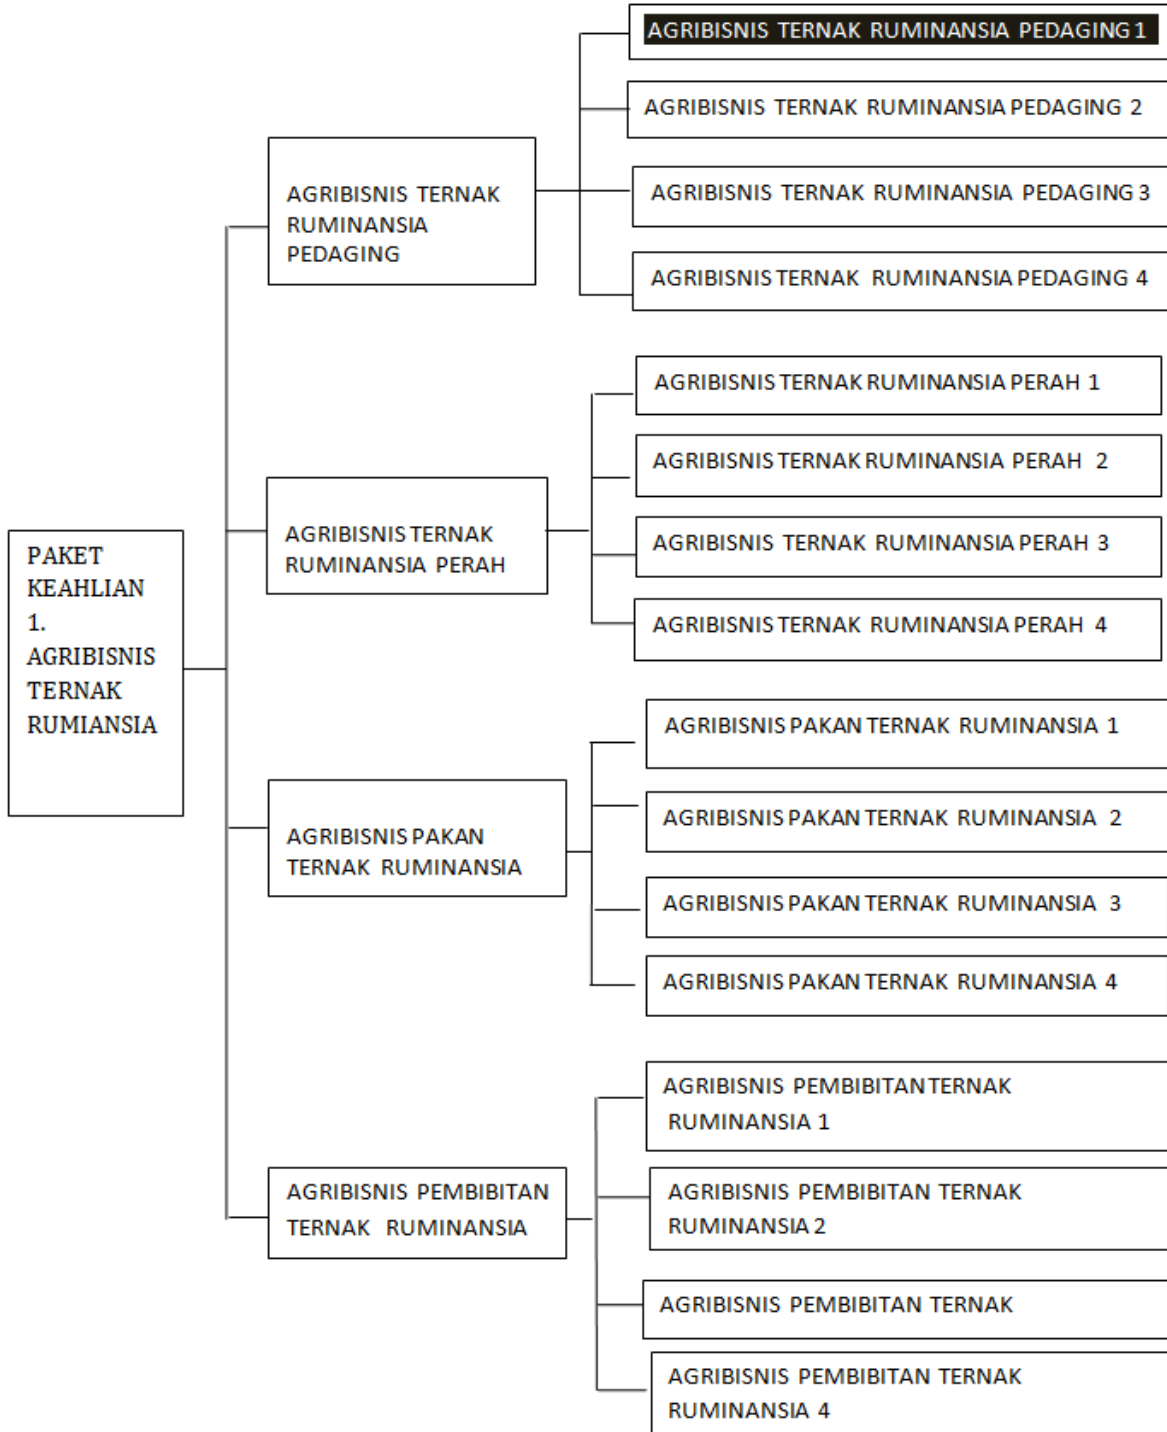 PAKET
KEAHLIAN
1.
AGRIBISNIS
TERNAK
RUMIANSIA
AGRIBISNIS TERNAK
RUMINANSIA
PEDAGING
AGRIBISNIS TERNAK RUMINANSIA PEDAGING 1
AGRIBISNIS TERNAK RUMINANSIA PEDAGING 2
AGRIBISNIS TERNAK RUMINANSIA PEDAGING 3
AGRIBISNIS TERNAK RUMINANSIA PEDAGING 4
AGRIBISNIS TERNAK
RUMINANSIA PERAH
AGRIBISNIS TERNAK RUMINANSIA PERAH 1
AGRIBISNIS TERNAK RUMINANSIA PERAH 2
AGRIBISNIS TERNAK RUMINANSIA PERAH 3
AGRIBISNIS TERNAK RUMINANSIA PERAH 4
AGRIBISNIS PAKAN
TERNAK RUMINANSIA
AGRIBISNIS PAKAN TERNAK RUMINANSIA 1
AGRIBISNIS PAKAN TERNAK RUMINANSIA 2
AGRIBISNIS PAKAN TERNAK RUMINANSIA 3
AGRIBISNIS PAKAN TERNAK RUMINANSIA 4
AGRIBISNIS PEMBIBITAN
TERNAK RUMINANSIA
AGRIBISNIS PEMBIBITAN TERNAK
RUMINANSIA 1
AGRIBISNIS PEMBIBITAN TERNAK
RUMINANSIA 2
AGRIBISNIS PEMBIBITAN TERNAK
AGRIBISNIS PEMBIBITAN TERNAK
RUMINANSIA 4